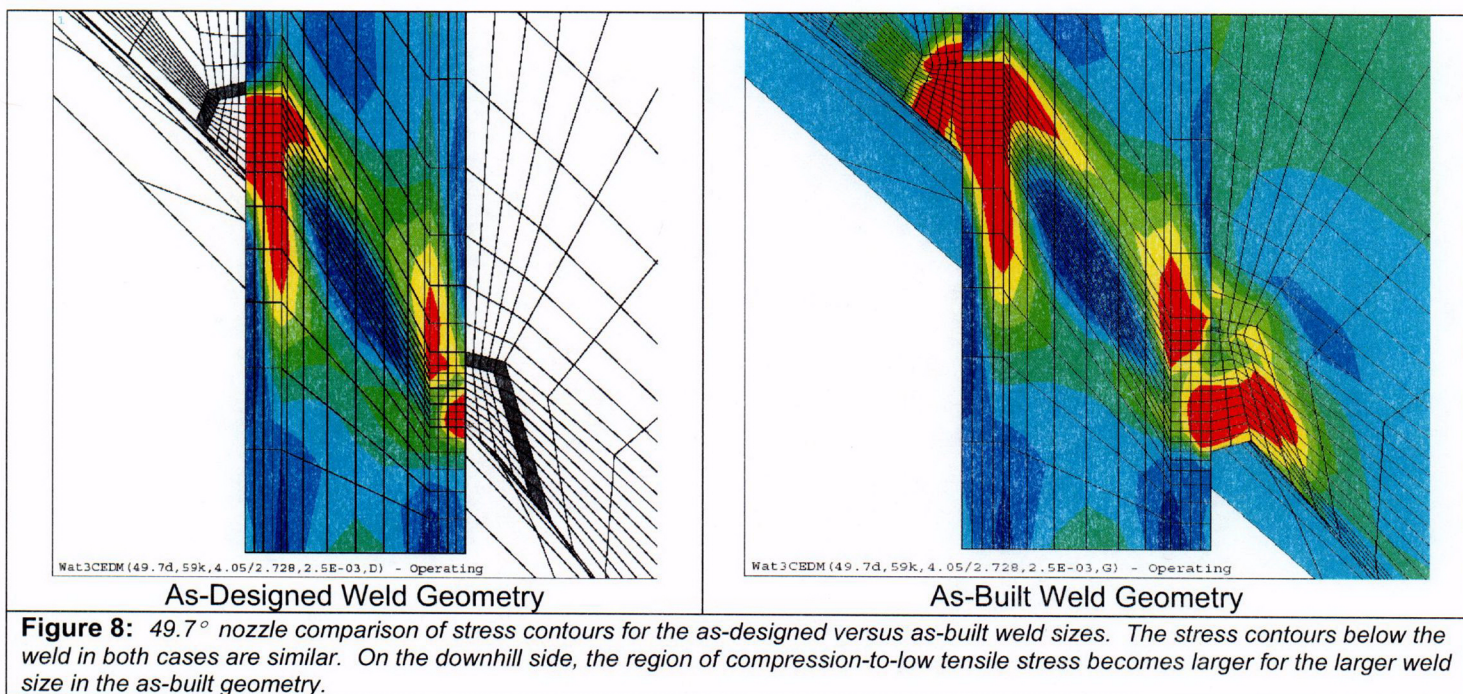 1
Wat3CEDM(49.7d,59k,4.05/2.728,2.5E-03,D) - Operating
As-Designed Weld Geometry
Wat3CEDM(49.7d,59k,4.05/2.728,2.5E-03,G) - Operating
As-Built Weld Geometry
Figure 8: 49.7° nozzle comparison of stress contours for the as-designed versus as-built weld sizes. The stress contours below the
weld in both cases are similar. On the downhill side, the region of compression-to-low tensile stress becomes larger for the larger weld
size in the as-built geometry.